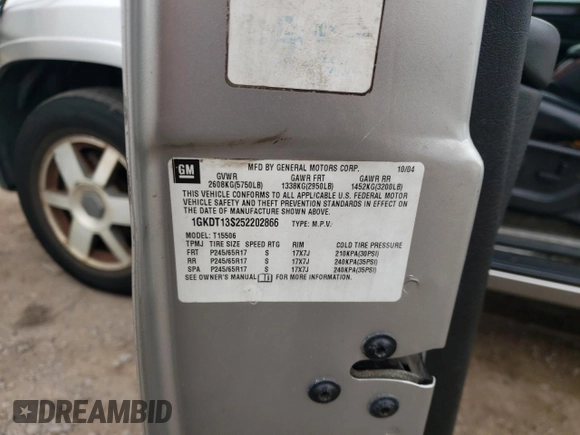 GM
MFD BY GENERAL MOTORS CORP. 10/04
GVWR GAWR FRT GAWR RR
2608KG(5750LB) 1338KG(2950LB) 1452KG(3200LB)
THIS VEHICLE CONFORMS TO ALL APPLICABLE U.S. FEDERAL MOTOR
VEHICLE SAFETY AND THEFT PREVENTION STANDARDS IN EFFECT ON
THE DATE OF MANUFACTURE SHOWN ABOVE.
1GKDT13S252202866 TYPE: M.P.V.
MODEL: T15506
TPMJ TIRE SIZE SPEED RTG RIM COLD TIRE PRESSURE
FRT P245/65R17 S 17X7J 210KPA(30PSI)
RR P245/65R17 S 17X7J 240KPA(35PSI)
SPA P245/65R17 S 17X7J 240KPA(35PSI)
SEE OWNER'S MANUAL FOR MORE INFORMATION.
DREAMBID